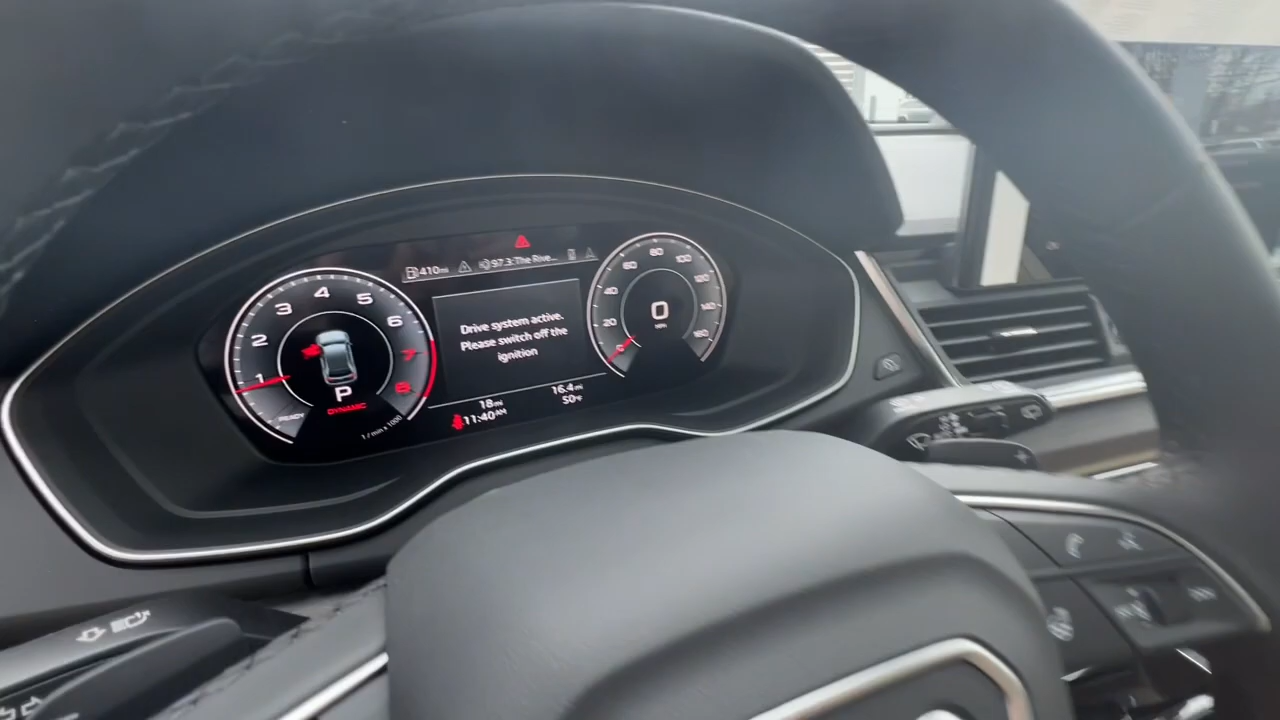 410mi
97.3:The Rive...
1
2
3
4
5
6
7
8
READY
P
DYNAMIC
1 / min x 1000
Drive system active.
Please switch off the
ignition
18mi
16.4mi
11:40AM
50°F
0
20
40
60
80
100
120
140
160
0
MPH